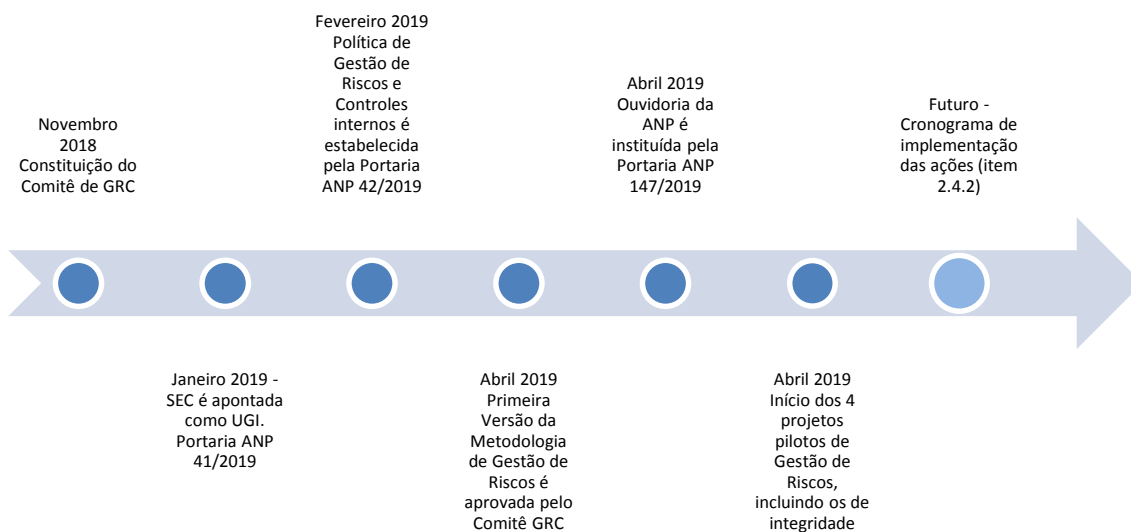 Novembro
2018
Constituição do
Comitê de GRC
Janeiro 2019 -
SEC é apontada
como UGI.
Portaria ANP
41/2019
Fevereiro 2019
Política de
Gestão de
Riscos e
Controles
internos é
estabelecida
pela Portaria
ANP 42/2019
Abril 2019
Primeira
Versão da
Metodologia
de Gestão de
Riscos é
aprovada pelo
Comitê GRC
Abril 2019
Ouvidoria da
ANP é
instituída pela
Portaria ANP
147/2019
Abril 2019
Início dos 4
projetos
pilotos de
Gestão de
Riscos,
incluindo os de
integridade
Futuro -
Cronograma de
implementação
das ações (item
2.4.2)